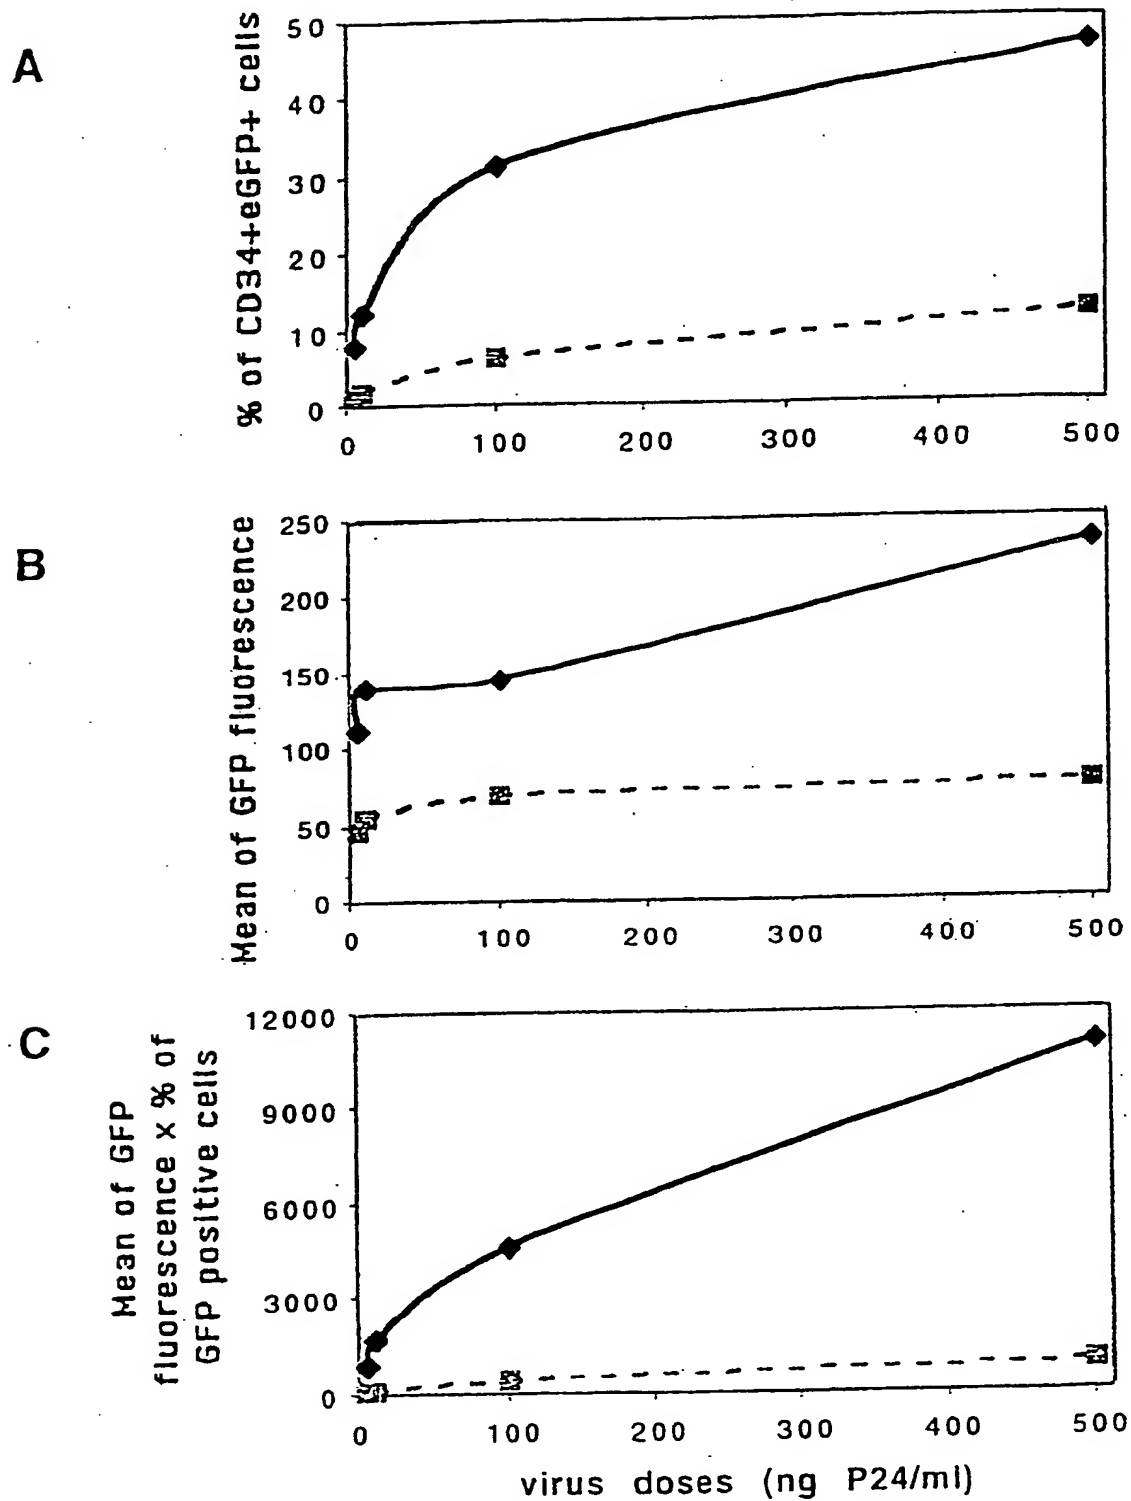 A
% of CD34+eGFP+ cells
50
40
30
20
10
0
0 100 200 300 400 500
B
Mean of GFP fluorescence
250
200
150
100
50
0
0 100 200 300 400 500
C
Mean of GFP
fluorescence x % of
GFP positive cells
12000
9000
6000
3000
0
0 100 200 300 400 500
virus doses (ng P24/ml)